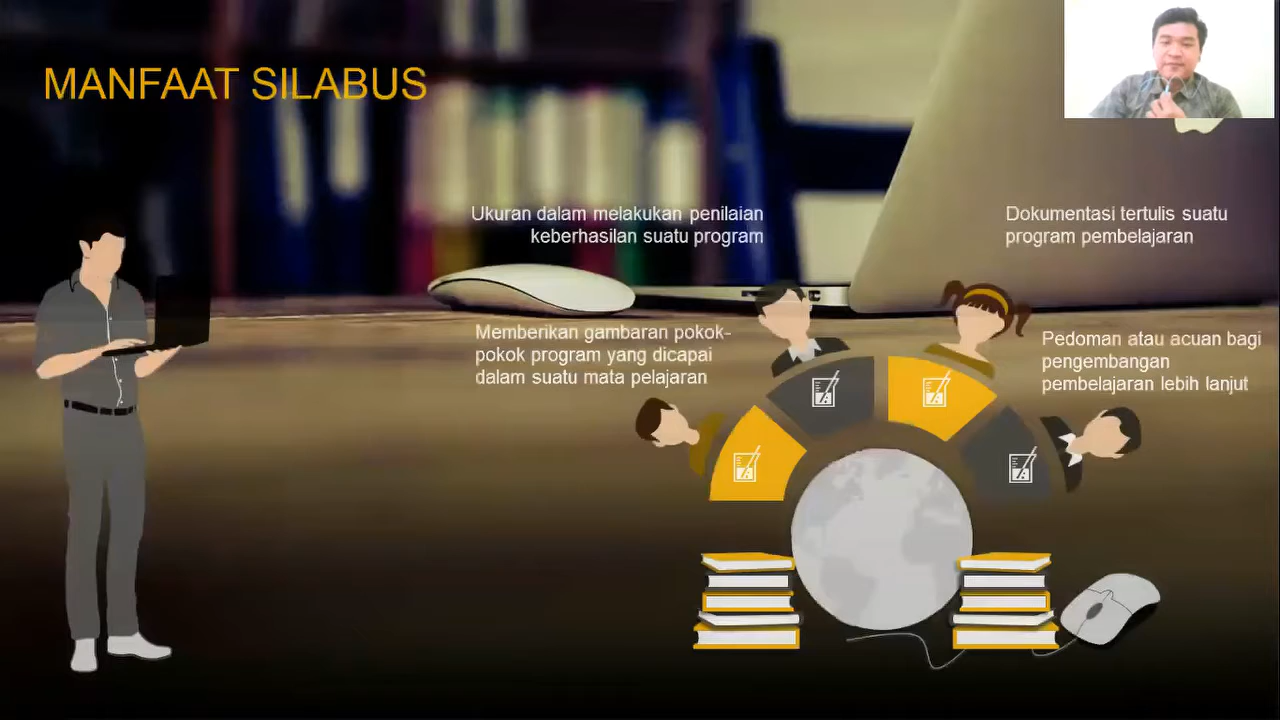 MANFAAT SILABUS
Ukuran dalam melakukan penilaian
keberhasilan suatu program
Dokumentasi tertulis suatu
program pembelajaran
Memberikan gambaran pokok-
pokok program yang dicapai
dalam suatu mata pelajaran
Pedoman atau acuan bagi
pengembangan
pembelajaran lebih lanjut